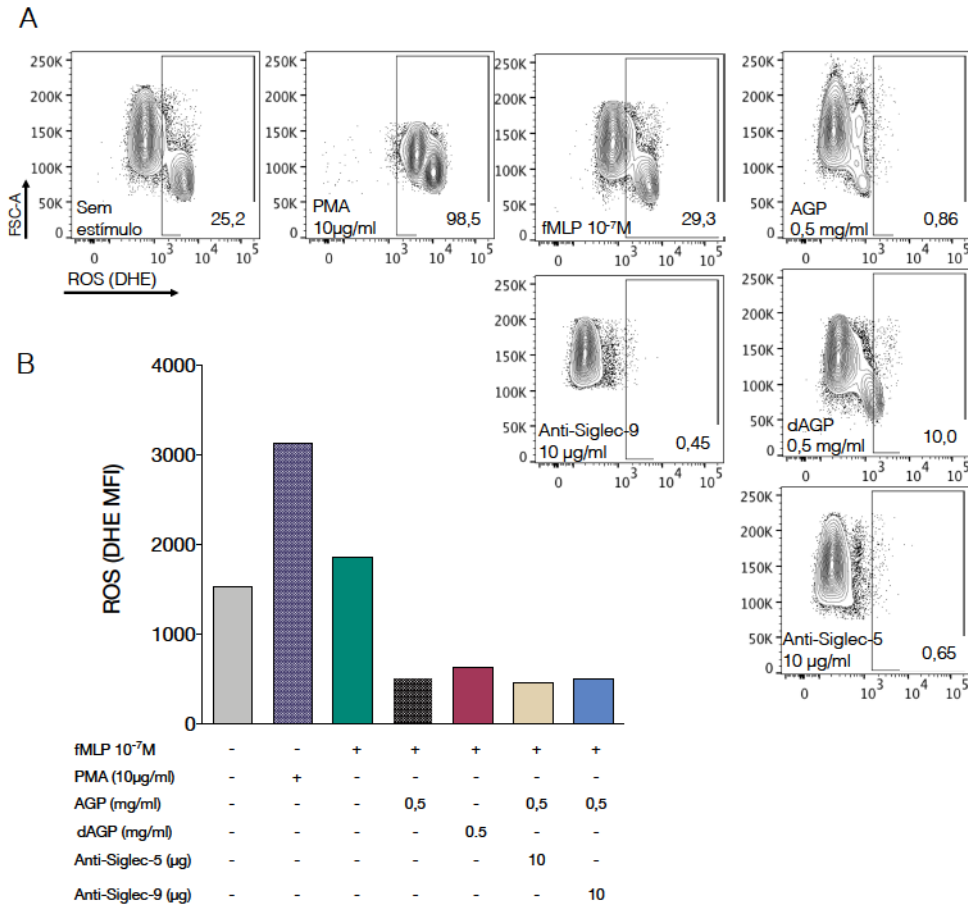 A
250K
200K
150K
100K
50K
0
FSC-A
Sem
estímulo
25,2
0 10³ 10⁴ 10⁵
ROS (DHE)
250K
200K
150K
100K
50K
0
PMA
10µg/ml
98,5
0 10³ 10⁴ 10⁵
250K
200K
150K
100K
50K
0
fMLP 10⁻⁷M
29,3
0 10³ 10⁴ 10⁵
250K
200K
150K
100K
50K
0
AGP
0,5 mg/ml
0,86
0 10³ 10⁴ 10⁵
250K
200K
150K
100K
50K
0
Anti-Siglec-9
10 µg/ml
0,45
0 10³ 10⁴ 10⁵
250K
200K
150K
100K
50K
0
dAGP
0,5 mg/ml
10,0
0 10³ 10⁴ 10⁵
250K
200K
150K
100K
50K
0
Anti-Siglec-5
10 µg/ml
0,65
0 10³ 10⁴ 10⁵
B
ROS (DHE MFI)
4000
3000
2000
1000
0
fMLP 10⁻⁷M - - + + + + +
PMA (10µg/ml) - + - - - - -
AGP (mg/ml) - - - 0,5 - 0,5 0,5
dAGP (mg/ml) - - - - 0.5 - -
Anti-Siglec-5 (µg) - - - - - 10 -
Anti-Siglec-9 (µg) - - - - - - 10